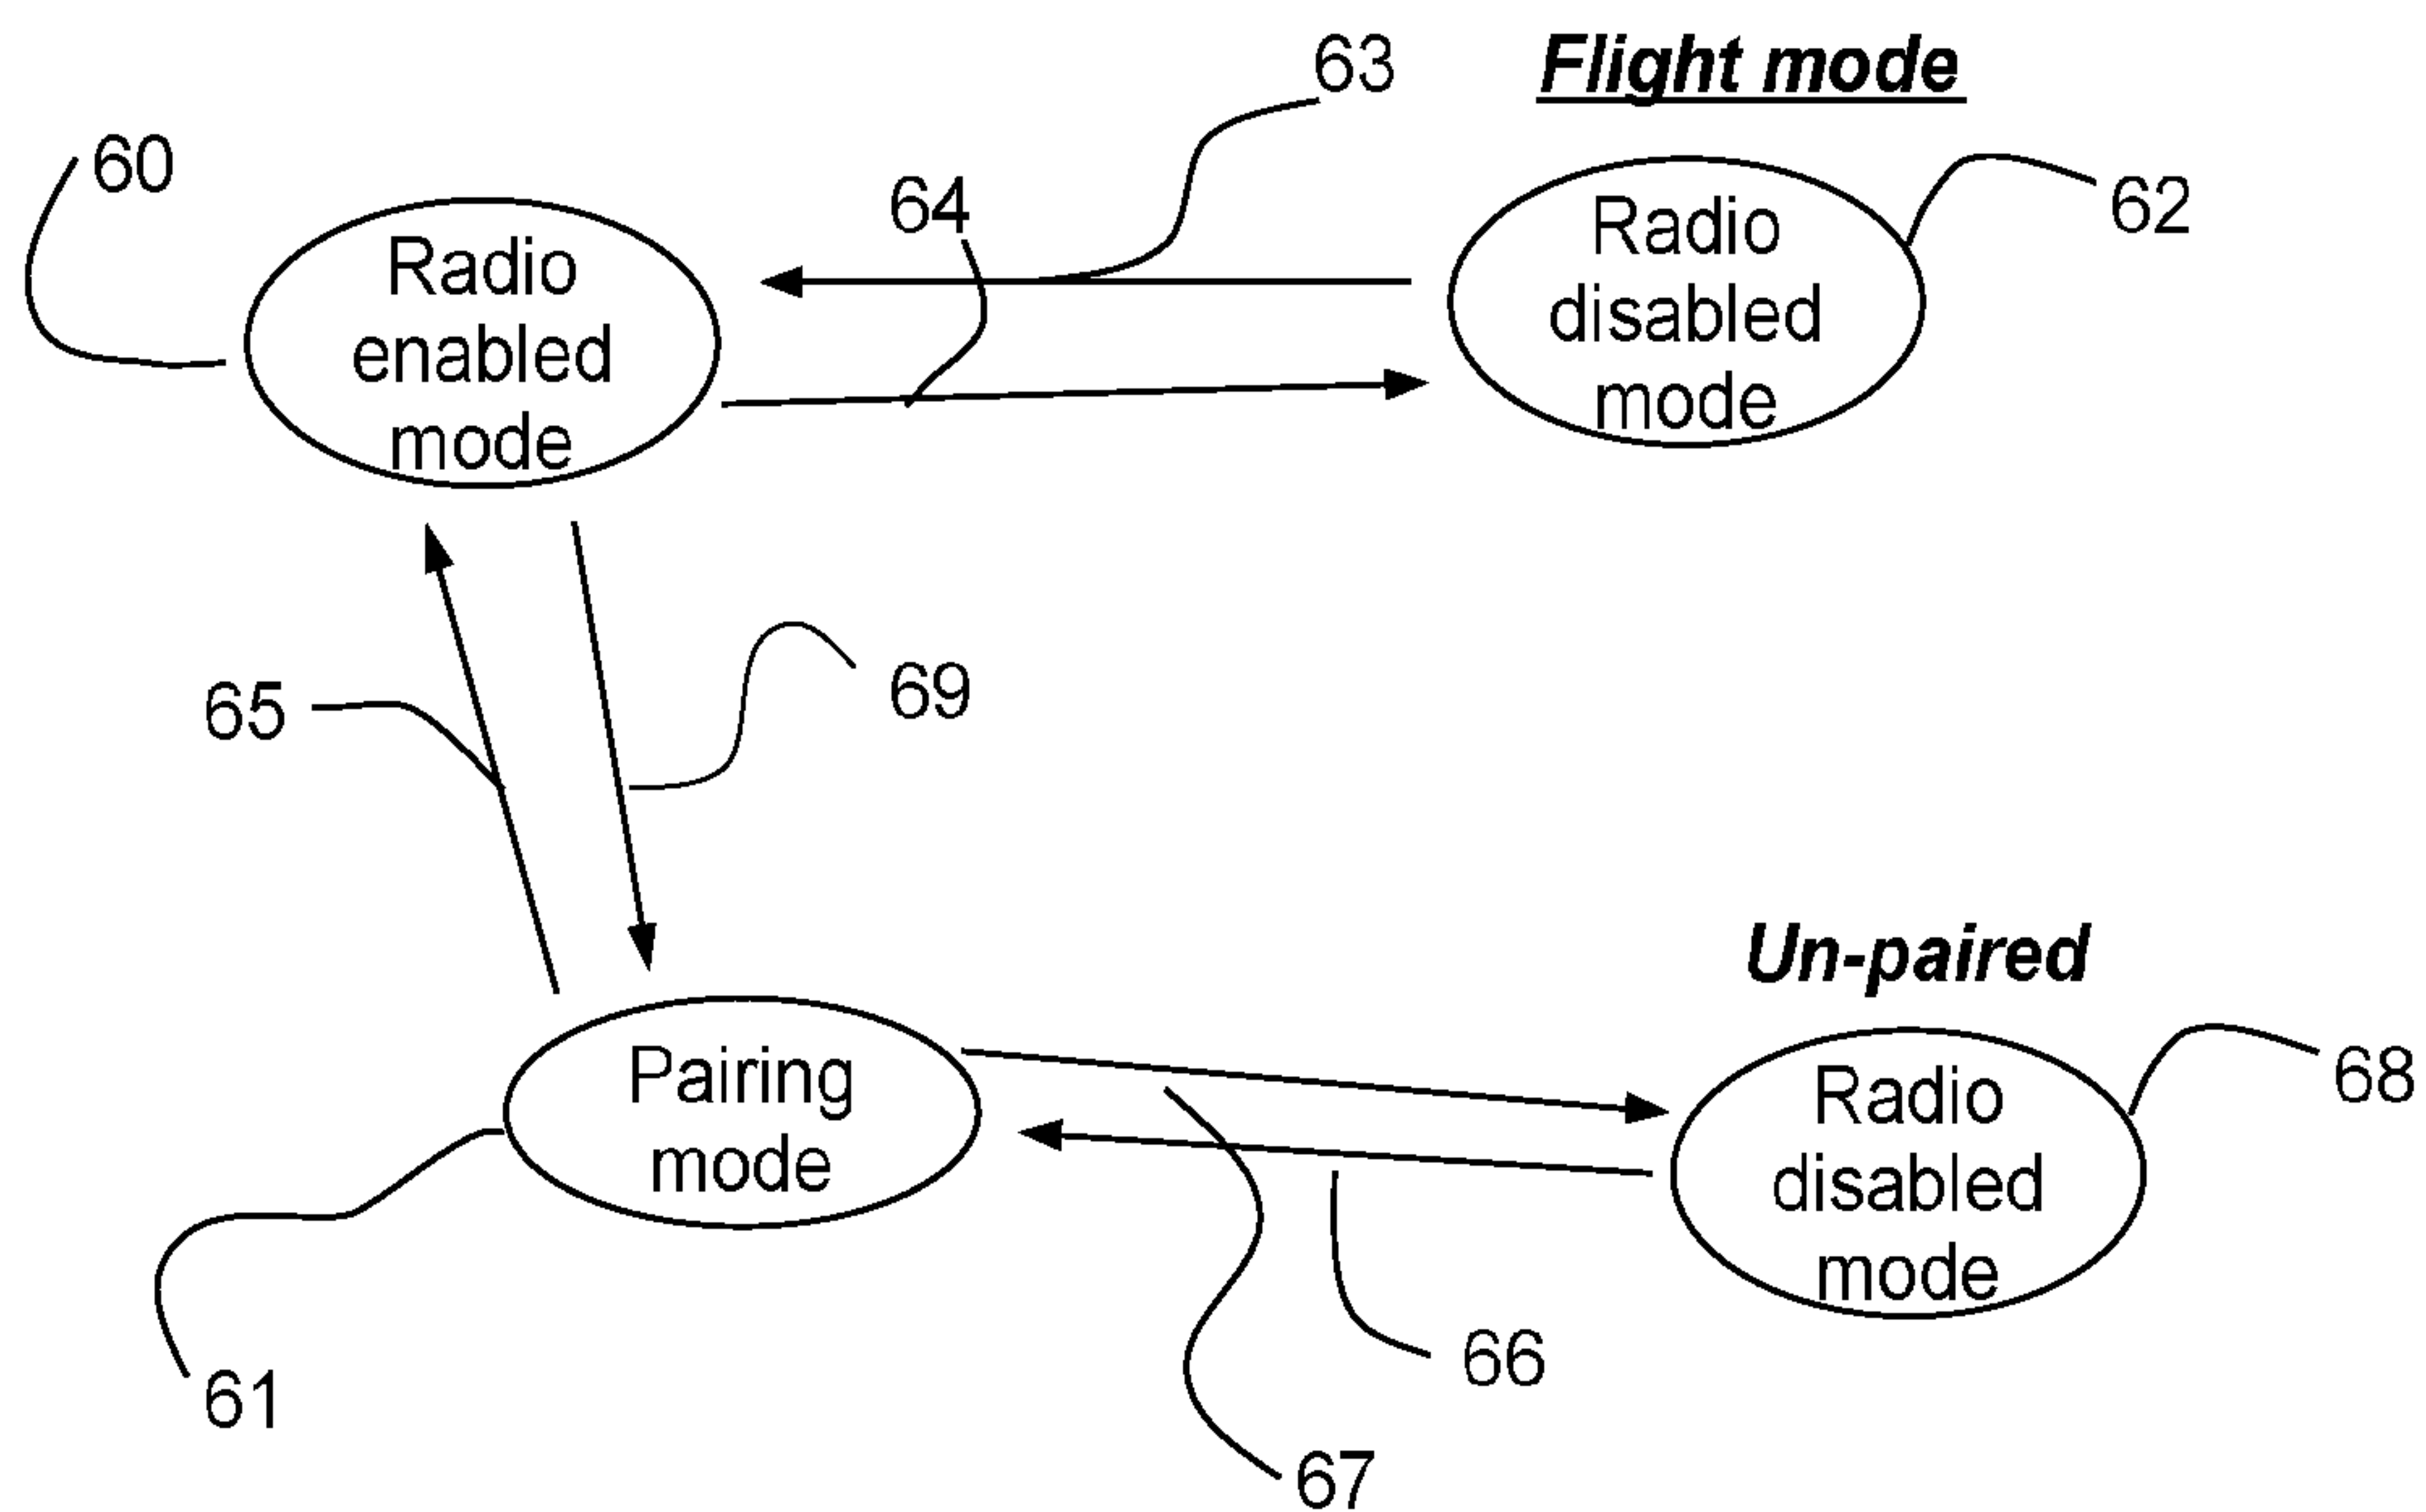 63
Flight mode
60
64
62
Radio
enabled
mode
Radio
disabled
mode
65
69
Un-paired
Pairing
mode
Radio
disabled
mode
68
61
66
67